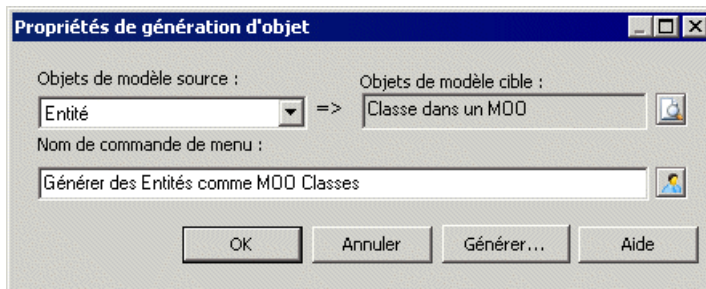 Propriétés de génération d'objet
Objets de modèle source :
Objets de modèle cible :
Entité
=>
Classe dans un MOO
Nom de commande de menu :
Générer des Entités comme MOO Classes
OK
Annuler
Générer...
Aide